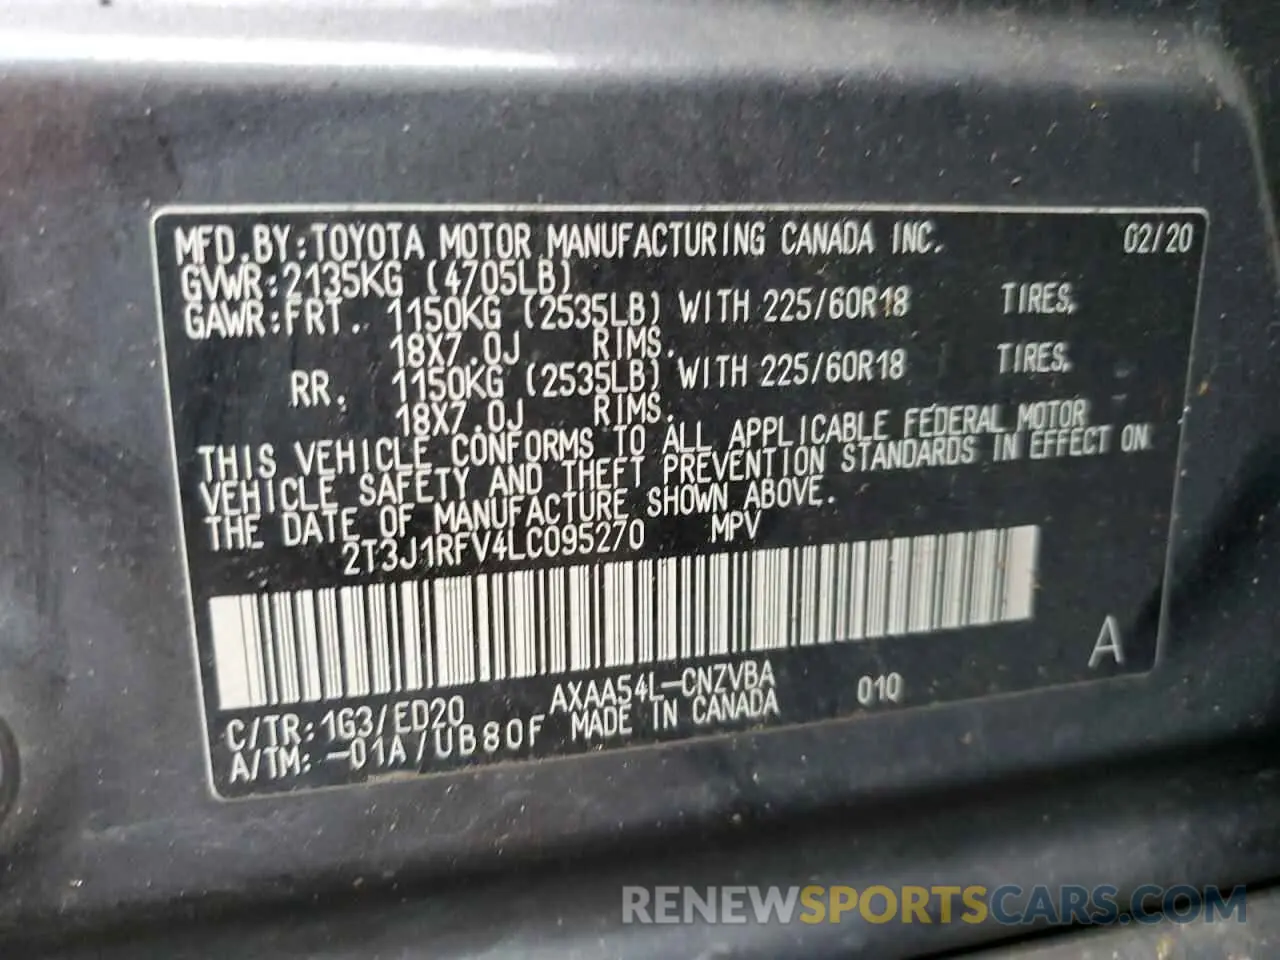 MFD.BY:TOYOTA MOTOR MANUFACTURING CANADA INC. 02/20
GVWR:2135KG (4705LB)
GAWR:FRT. 1150KG (2535LB) WITH 225/60R18 TIRES,
18X7.0J RIMS.
RR. 1150KG (2535LB) WITH 225/60R18 TIRES,
18X7.0J RIMS.
THIS VEHICLE CONFORMS TO ALL APPLICABLE FEDERAL MOTOR
VEHICLE SAFETY AND THEFT PREVENTION STANDARDS IN EFFECT ON
THE DATE OF MANUFACTURE SHOWN ABOVE.
2T3J1RFV4LC095270 MPV
A
C/TR:1G3/ED20 AXAA54L-CNZVBA 010
A/TM:-01A/UB80F MADE IN CANADA
RENEWSPORTSCARS.COM